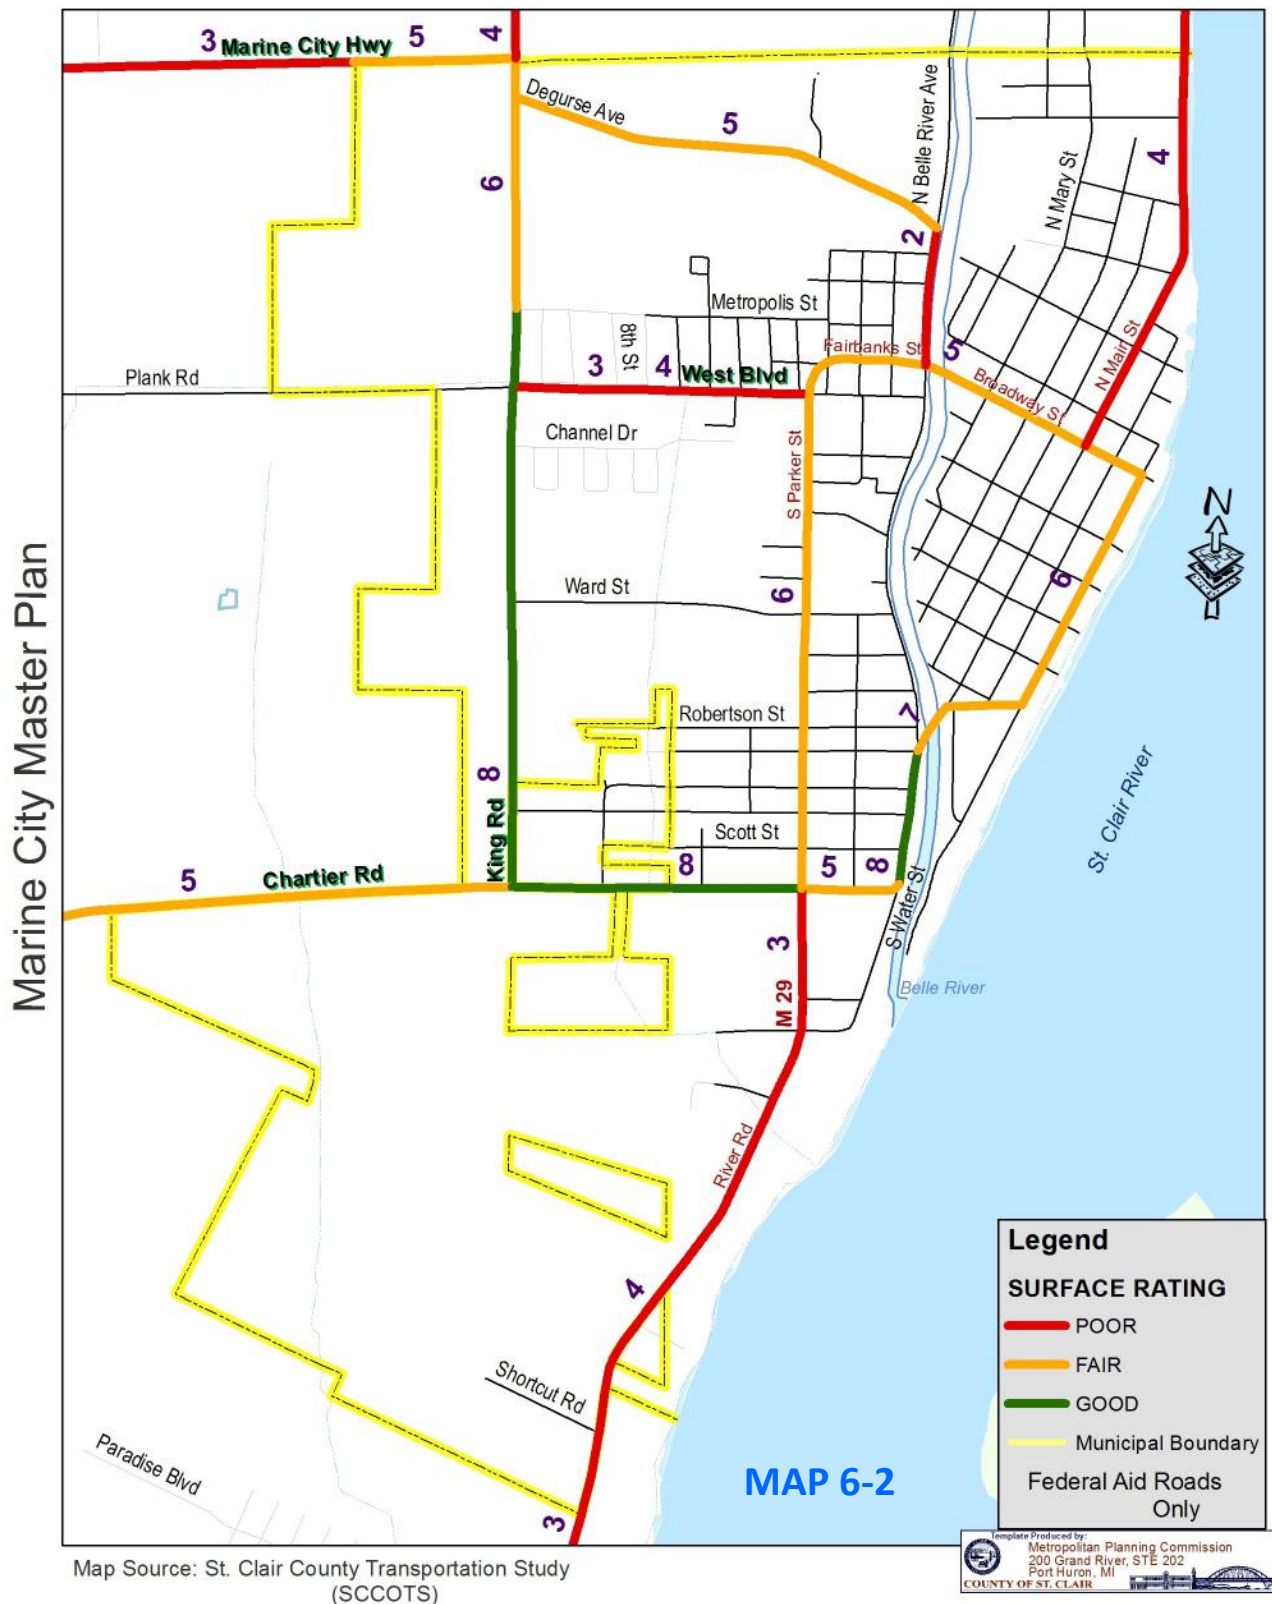 Marine City Master Plan
3
Marine City Hwy
5
4
Degurse Ave
5
N Belle River Ave
N Mary St
4
6
2
Metropolis St
8th St
Fairbanks St
5
N Main St
Plank Rd
3
4
West Blvd
Broadway St
Channel Dr
S Parker St
N
Ward St
6
6
Robertson St
7
8
King Rd
Scott St
St. Clair River
5
Chartier Rd
8
5
8
S Water St
3
M 29
Belle River
River Rd
4
Shortcut Rd
Paradise Blvd
3
MAP 6-2
Legend
SURFACE RATING
POOR
FAIR
GOOD
Municipal Boundary
Federal Aid Roads
Only
Map Source: St. Clair County Transportation Study
(SCCOTS)
Template Produced by:
Metropolitan Planning Commission
200 Grand River, STE 202
Port Huron, MI
COUNTY OF ST. CLAIR